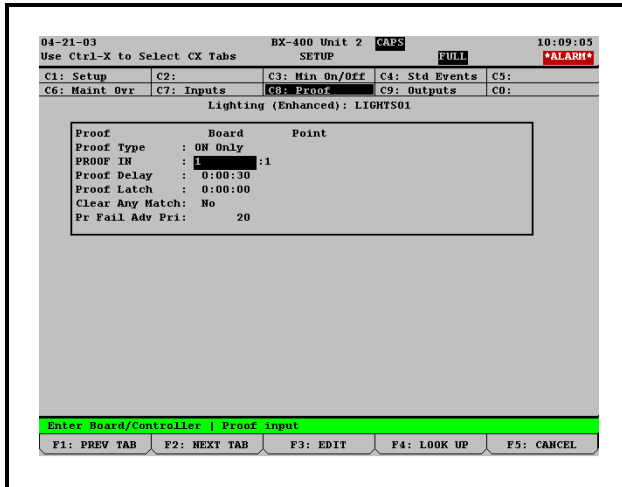 04-21-03 BX-400 Unit 2 CAPS 10:09:05
Use Ctrl-X to Select CX Tabs SETUP FULL *ALARM*
C1: Setup C2: C3: Min On/Off C4: Std Events C5:
C6: Maint Ovr C7: Inputs C8: Proof C9: Outputs C0:
Lighting (Enhanced): LIGHTS01
Proof Board Point
Proof Type : ON Only
PROOF IN : 1 :1
Proof Delay : 0:00:30
Proof Latch : 0:00:00
Clear Any Match: No
Pr Fail Adv Pri: 20
Enter Board/Controller | Proof input
F1: PREV TAB F2: NEXT TAB F3: EDIT F4: LOOK UP F5: CANCEL